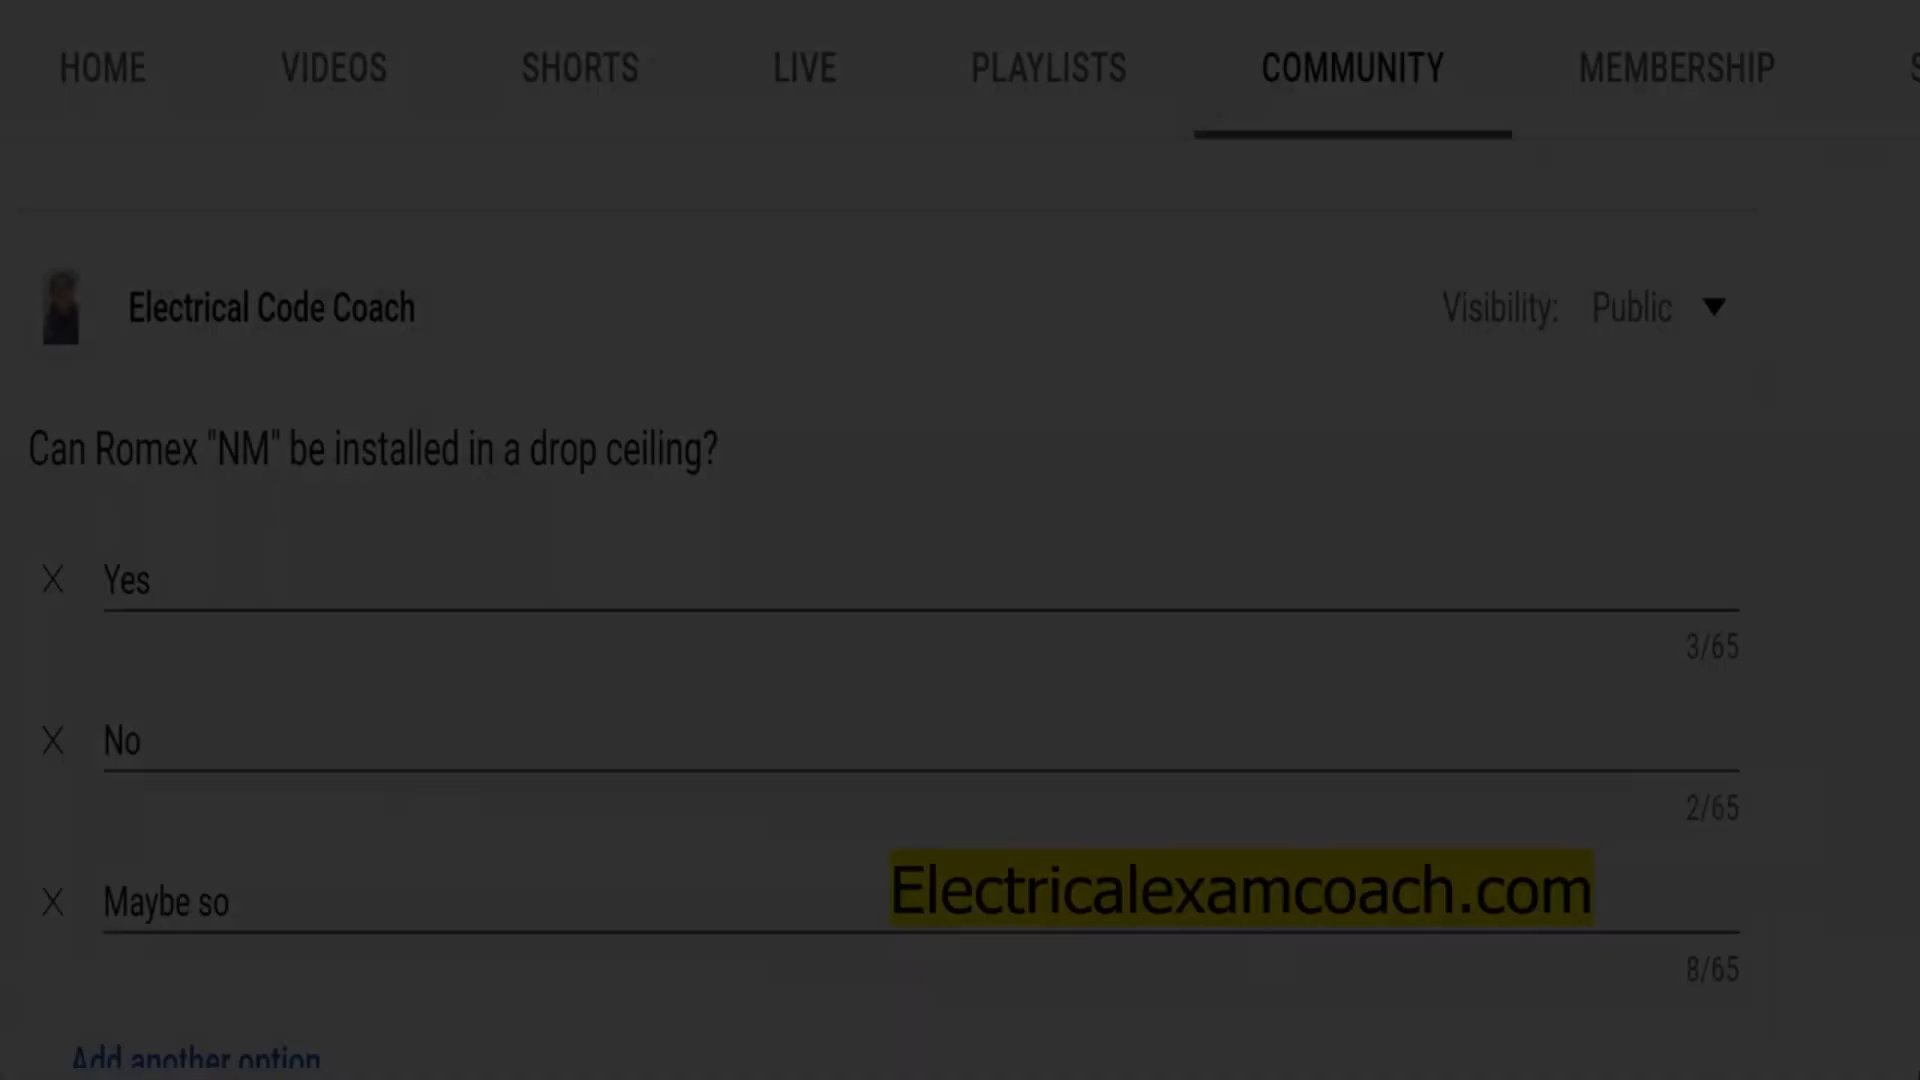 HOME VIDEOS SHORTS LIVE PLAYLISTS COMMUNITY MEMBERSHIP
Electrical Code Coach Visibility: Public
Can Romex "NM" be installed in a drop ceiling?
X Yes
3/65
X No
2/65
X Maybe so Electricalexamcoach.com
8/65
Add another option